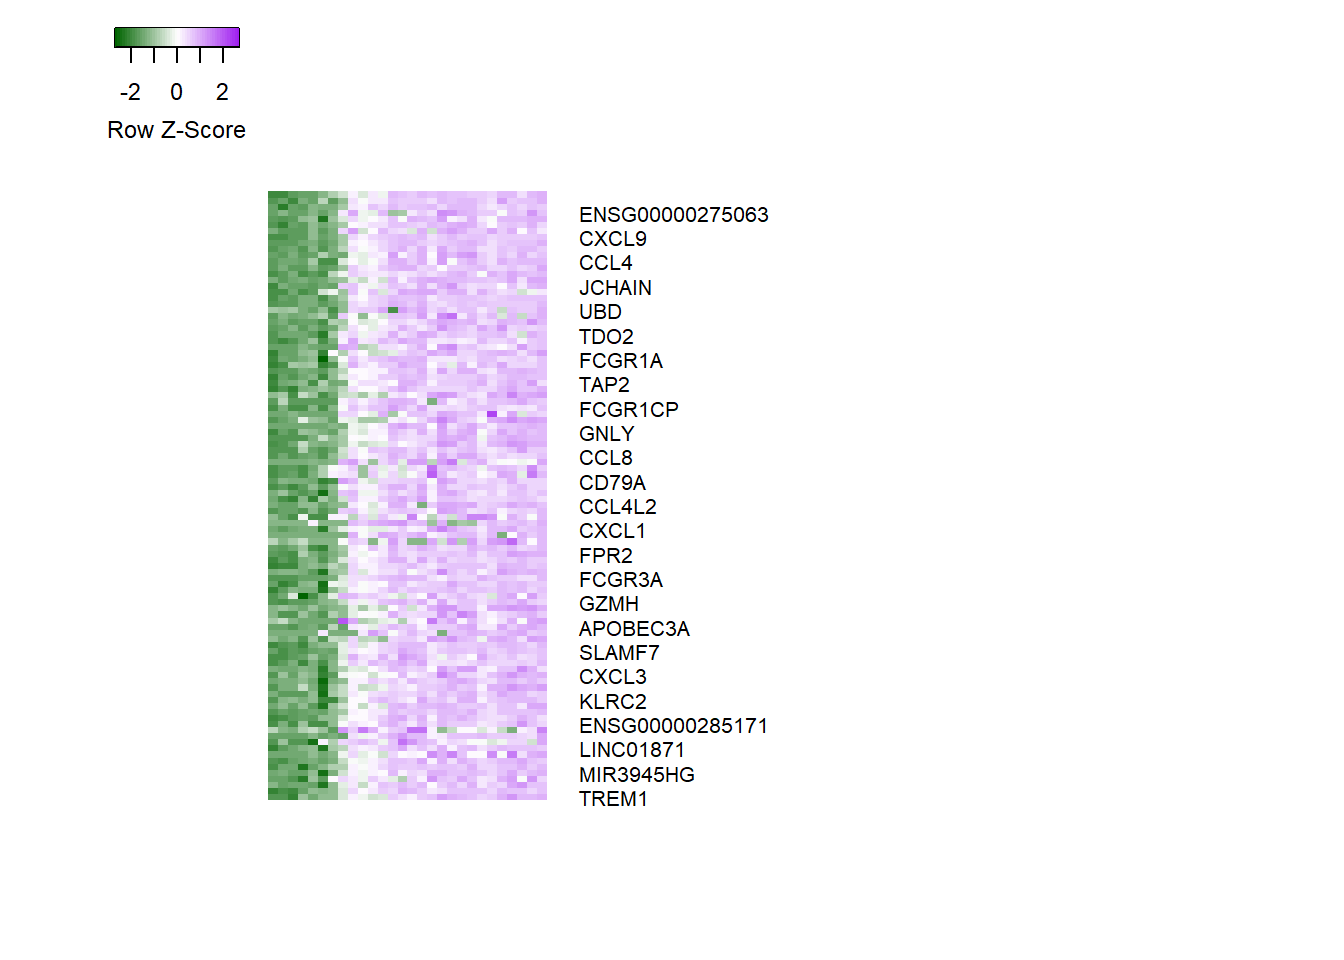 -2 0 2
Row Z-Score
ENSG00000275063
CXCL9
CCL4
JCHAIN
UBD
TDO2
FCGR1A
TAP2
FCGR1CP
GNLY
CCL8
CD79A
CCL4L2
CXCL1
FPR2
FCGR3A
GZMH
APOBEC3A
SLAMF7
CXCL3
KLRC2
ENSG00000285171
LINC01871
MIR3945HG
TREM1